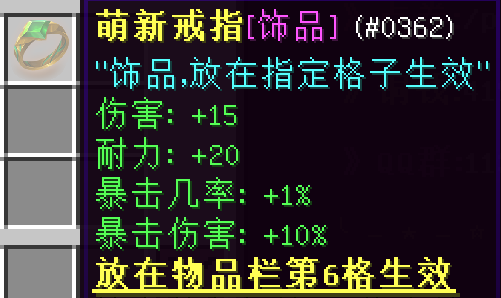 萌新戒指[饰品] (#0362)
"饰品,放在指定格子生效"
伤害: +15
耐力: +20
暴击几率: +1%
暴击伤害: +10%
放在物品栏第6格生效